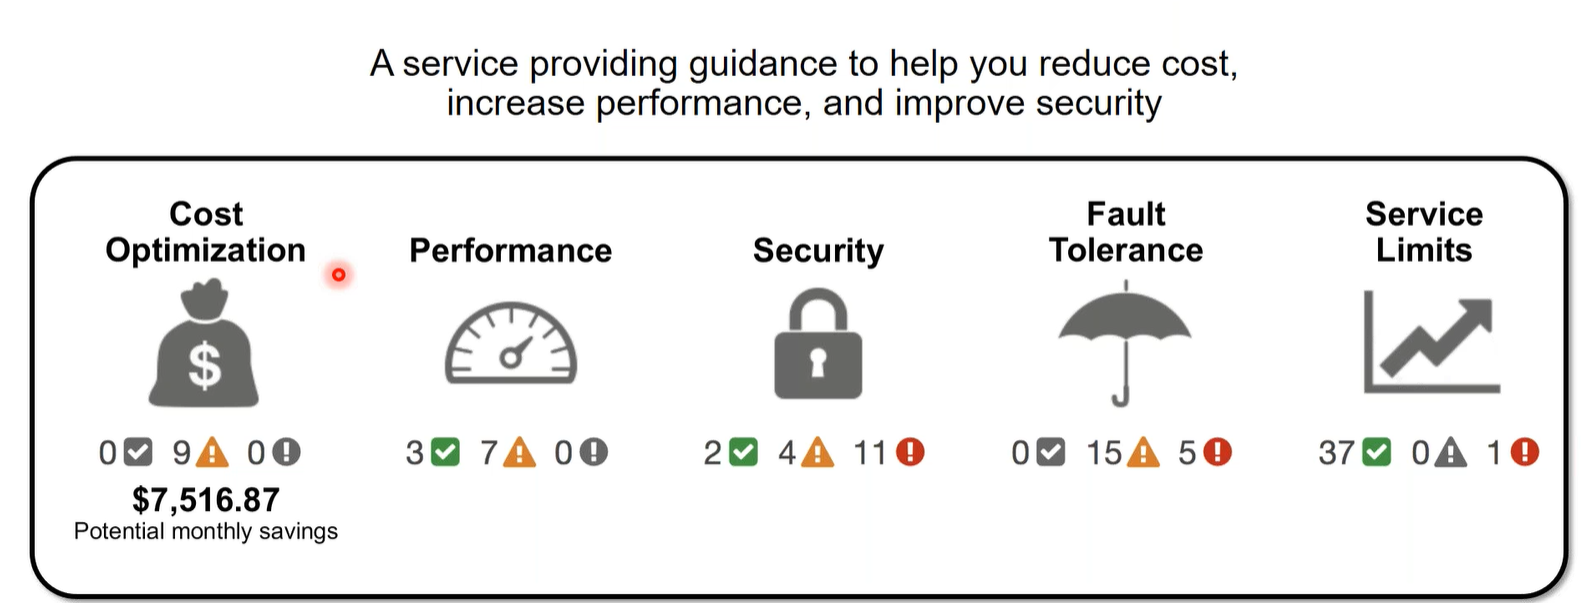 A service providing guidance to help you reduce cost,
increase performance, and improve security
Cost
Optimization
Performance
Security
Fault
Tolerance
Service
Limits
$
0 9 ! 0 !
3 7 ! 0 !
2 4 ! 11 !
0 15 ! 5 !
37 0 ! 1 !
$7,516.87
Potential monthly savings